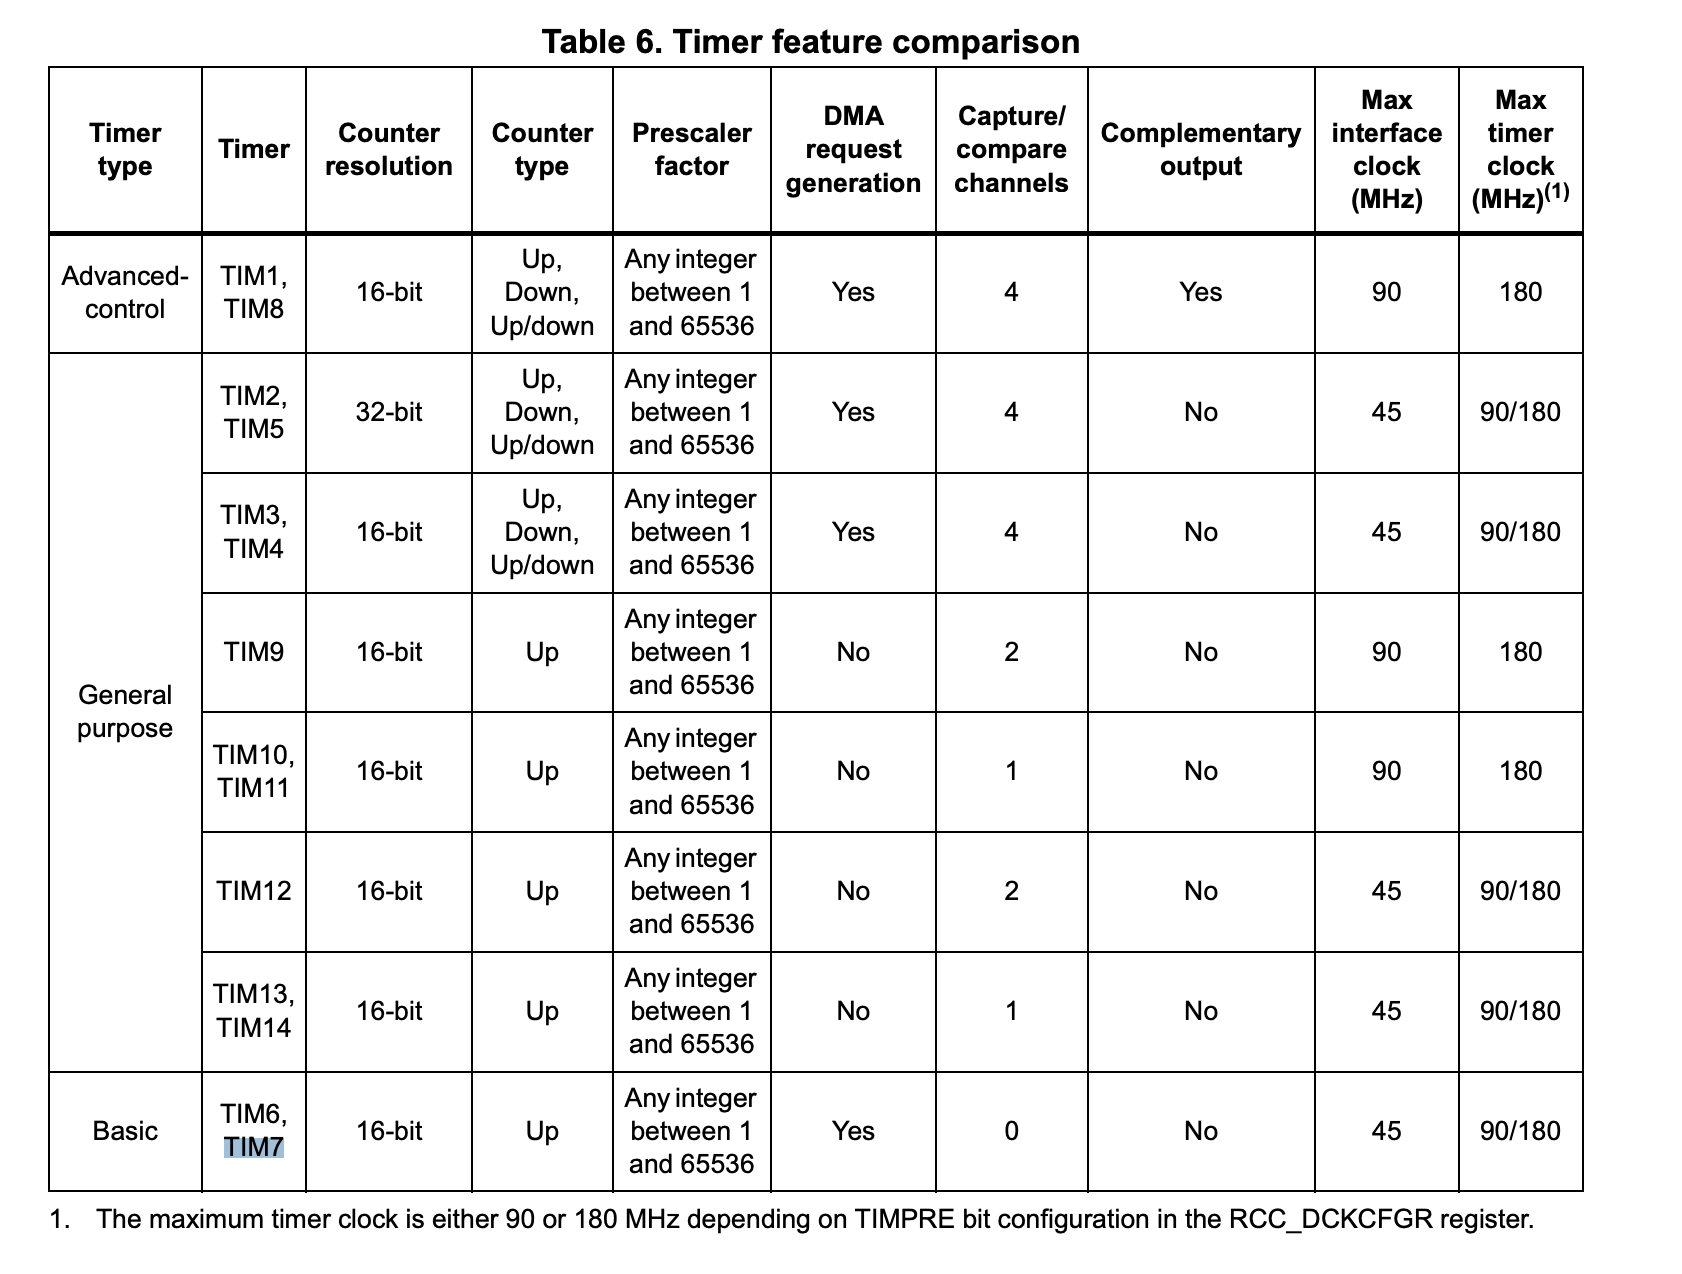 Table 6. Timer feature comparison
Timer type | Timer | Counter resolution | Counter type | Prescaler factor | DMA request generation | Capture/ compare channels | Complementary output | Max interface clock (MHz) | Max timer clock (MHz)(1)
Advanced-control | TIM1, TIM8 | 16-bit | Up, Down, Up/down | Any integer between 1 and 65536 | Yes | 4 | Yes | 90 | 180
General purpose | TIM2, TIM5 | 32-bit | Up, Down, Up/down | Any integer between 1 and 65536 | Yes | 4 | No | 45 | 90/180
TIM3, TIM4 | 16-bit | Up, Down, Up/down | Any integer between 1 and 65536 | Yes | 4 | No | 45 | 90/180
TIM9 | 16-bit | Up | Any integer between 1 and 65536 | No | 2 | No | 90 | 180
TIM10, TIM11 | 16-bit | Up | Any integer between 1 and 65536 | No | 1 | No | 90 | 180
TIM12 | 16-bit | Up | Any integer between 1 and 65536 | No | 2 | No | 45 | 90/180
TIM13, TIM14 | 16-bit | Up | Any integer between 1 and 65536 | No | 1 | No | 45 | 90/180
Basic | TIM6, TIM7 | 16-bit | Up | Any integer between 1 and 65536 | Yes | 0 | No | 45 | 90/180
1. The maximum timer clock is either 90 or 180 MHz depending on TIMPRE bit configuration in the RCC_DCKCFGR register.